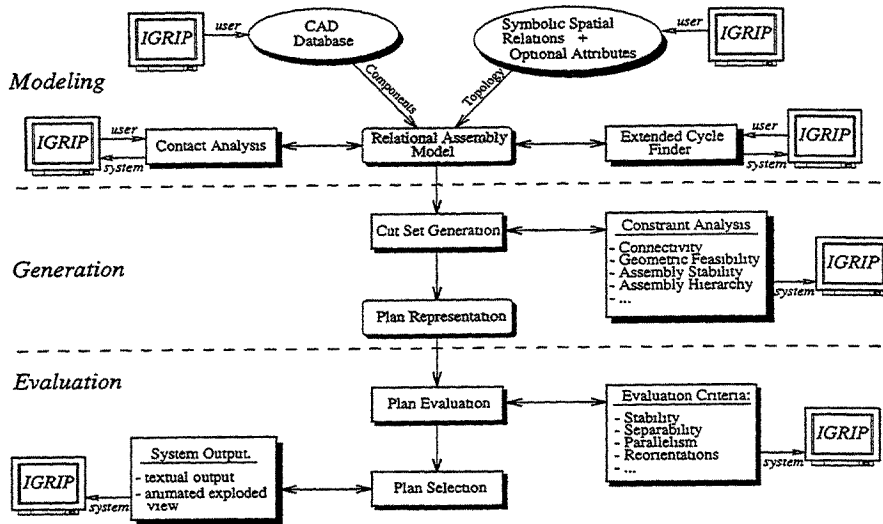 IGRIP
user
CAD
Database
Symbolic Spatial
Relations +
Optional Attributes
user
IGRIP
Modeling
Components
Topology
IGRIP
user
system
Contact Analysis
Relational Assembly
Model
Extended Cycle
Finder
user
system
IGRIP
Generation
Cut Set Generation
Constraint Analysis
- Connectivity
- Geometric Feasibility
- Assembly Stability
- Assembly Hierarchy
- ...
system
IGRIP
Plan Representation
Evaluation
Plan Evaluation
Evaluation Criteria:
- Stability
- Separability
- Parallelism
- Reorientations
- ...
system
IGRIP
IGRIP
system
System Output.
- textual output
- animated exploded
view
Plan Selection